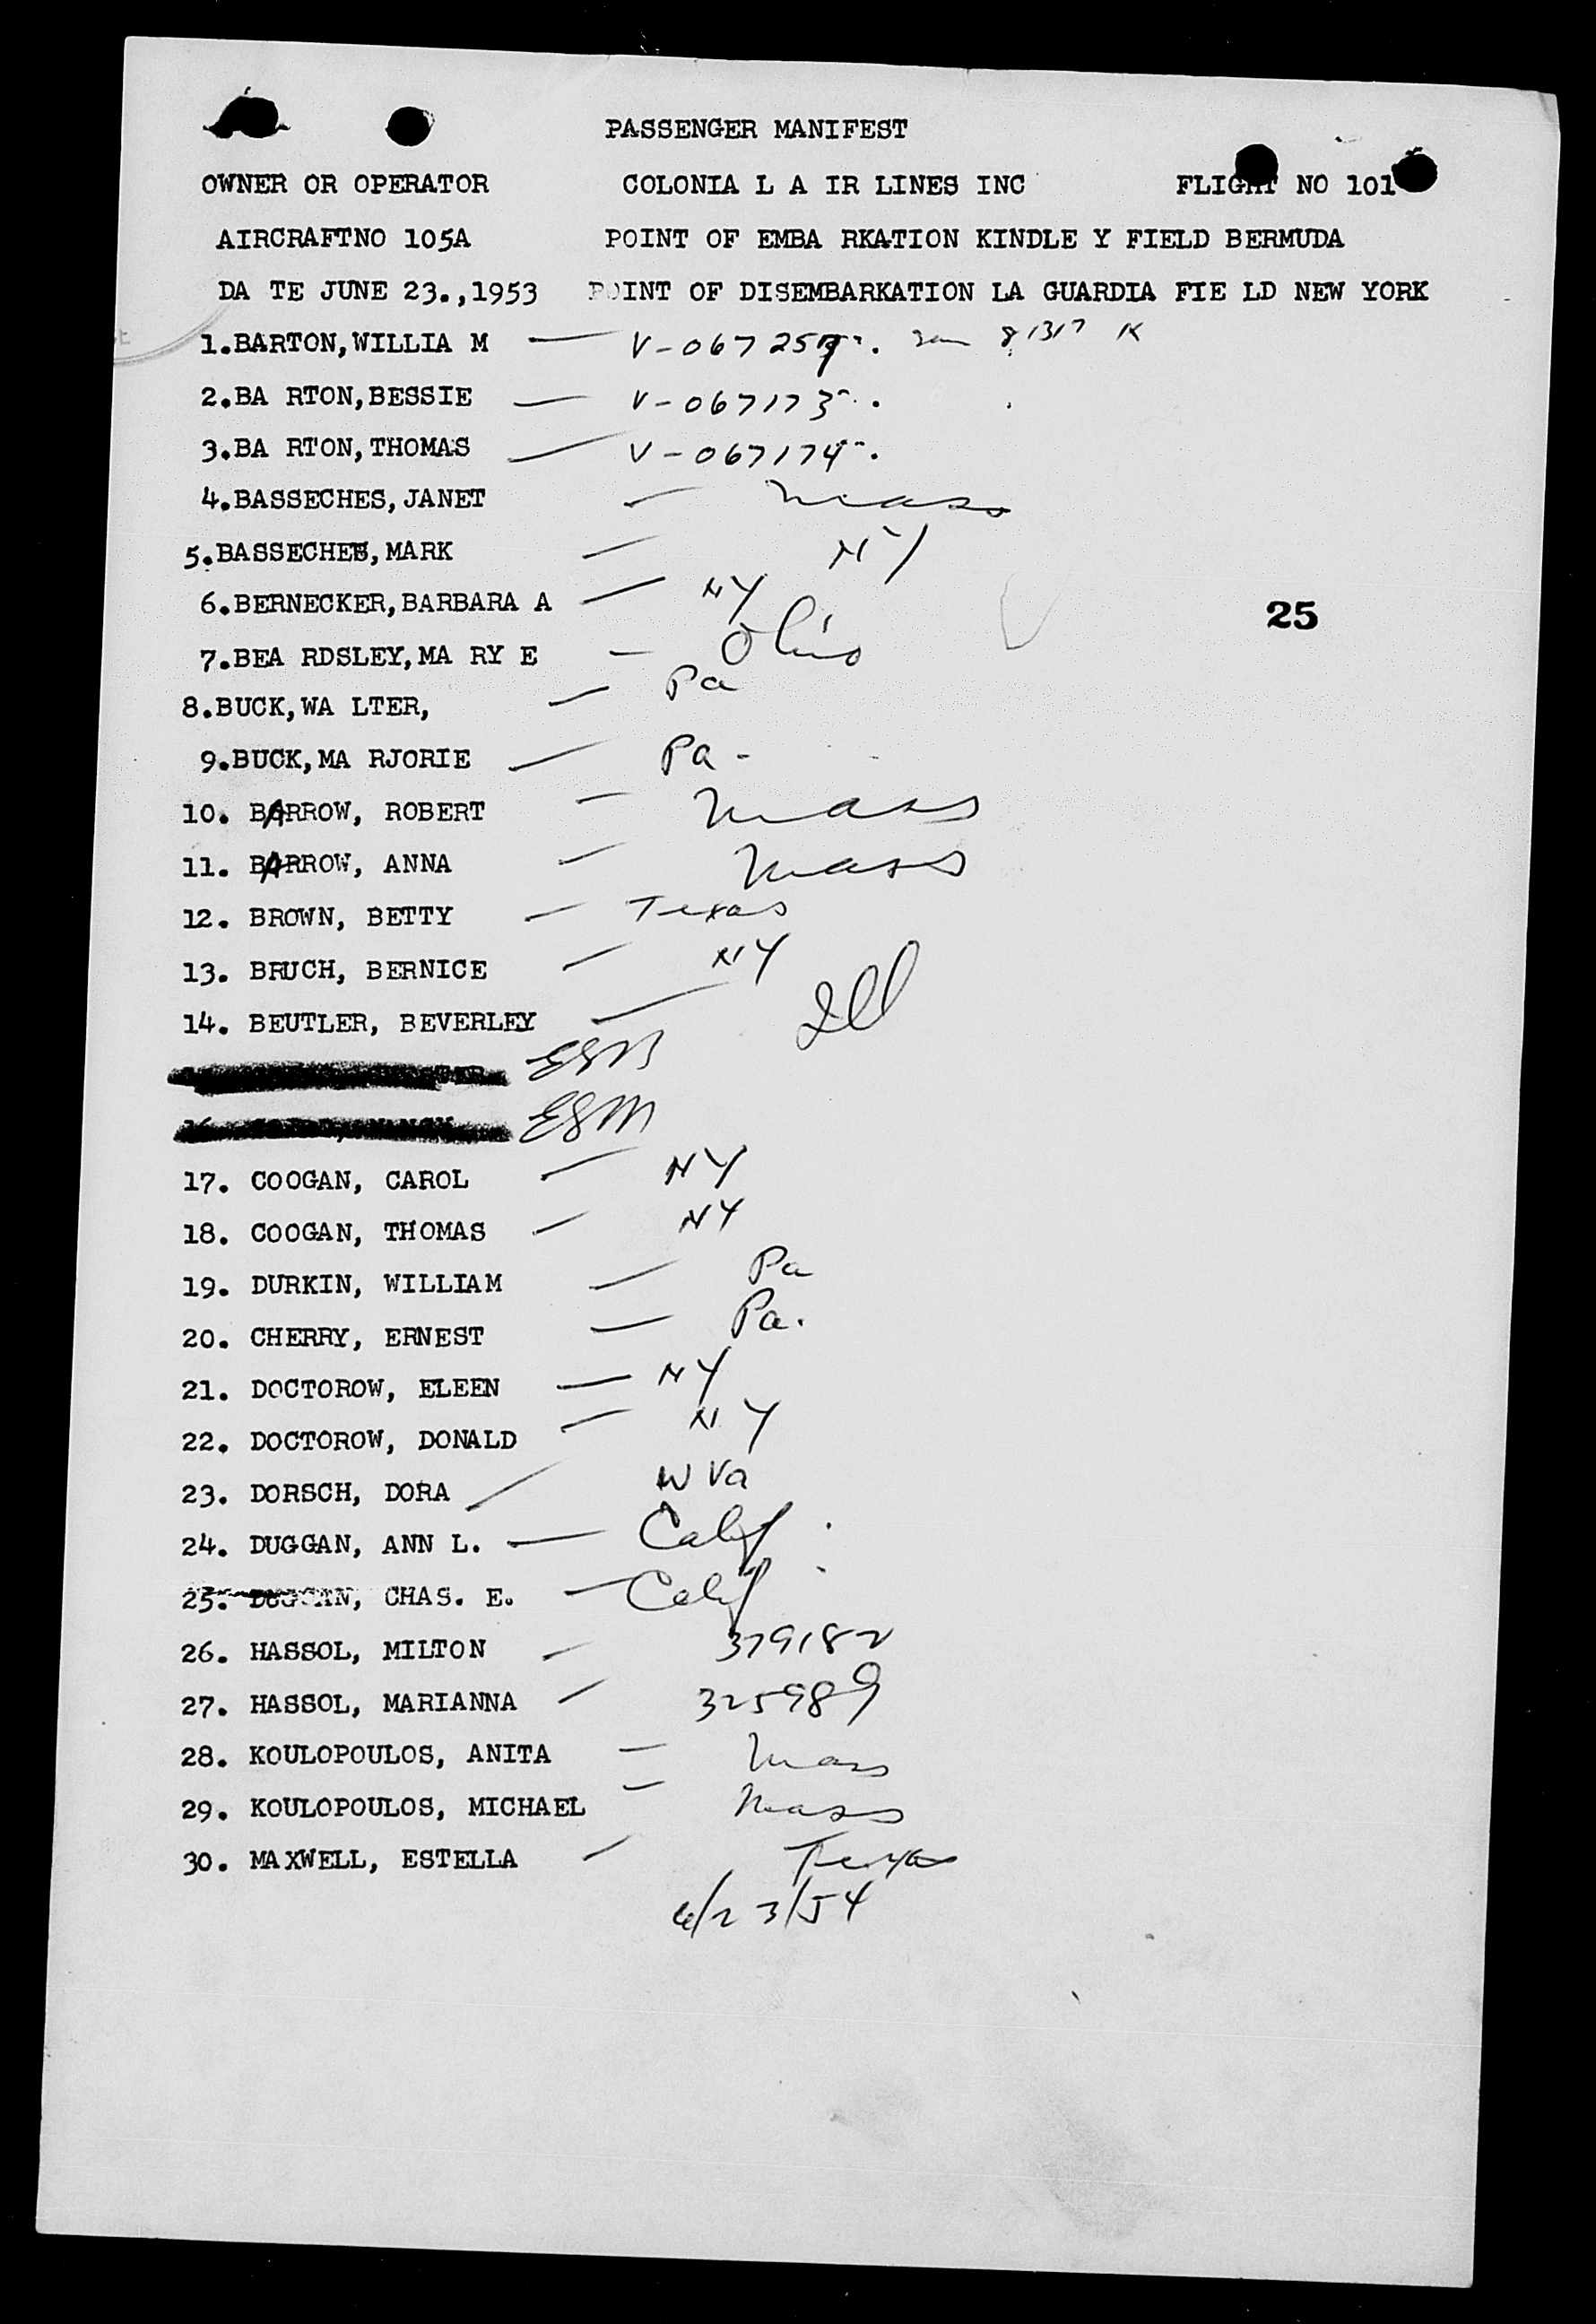 PASSENGER MANIFEST
OWNER OR OPERATOR COLONIA L A IR LINES INC FLIGHT NO 101
AIRCRAFTNO 105A POINT OF EMBA RKATION KINDLE Y FIELD BERMUDA
DA TE JUNE 23.,1953 POINT OF DISEMBARKATION LA GUARDIA FIE LD NEW YORK
1.BARTON,WILLIA M — V-067 25
2.BA RTON,BESSIE — V-067173
3.BA RTON,THOMAS — V-067174
4.BASSECHES,JANET — Mass
5.BASSECHES,MARK — NY
6.BERNECKER,BARBARA A — NY
25
7.BEA RDSLEY,MA RY E — Ohio
8.BUCK,WA LTER, — Pa
9.BUCK,MA RJORIE — Pa -
10. BARROW, ROBERT — Mass
11. BARROW, ANNA — Mass
12. BROWN, BETTY — Texas
13. BRUCH, BERNICE — NY
14. BEUTLER, BEVERLEY — Ill
ESM
ESM
17. COOGAN, CAROL — NY
18. COOGAN, THOMAS — NY
19. DURKIN, WILLIAM — Pa
20. CHERRY, ERNEST — Pa.
21. DOCTOROW, ELEEN — NY
22. DOCTOROW, DONALD — NY
23. DORSCH, DORA — W Va
24. DUGGAN, ANN L. — Calif
25. DUGGAN, CHAS. E. — Calif
26. HASSOL, MILTON — 379182
27. HASSOL, MARIANNA — 325989
28. KOULOPOULOS, ANITA — Mass
29. KOULOPOULOS, MICHAEL — Mass
30. MAXWELL, ESTELLA — Texas
6/23/54